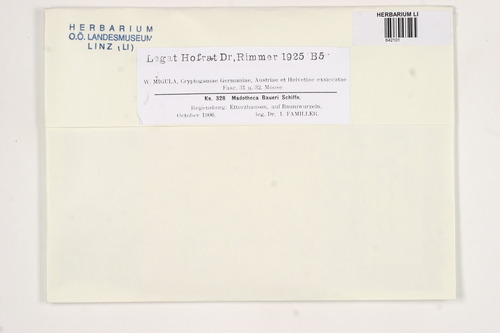 HERBARIUM
O.Ö. LANDESMUSEUM
LINZ (LI)
HERBARIUM LI
Legat Hofrat Dr,Rimmer 1925 B5
W. MIGULA, Cryptogamae Germaniae, Austriae et Helvetiae exsiccatae
Fasc. 31 u. 32. Moose
No. 328 Madotheca Baueri Schiffn.
Regensburg: Etterzhausen, auf Baumwurzeln.
October 1906. leg. Dr. I. FAMILLER.